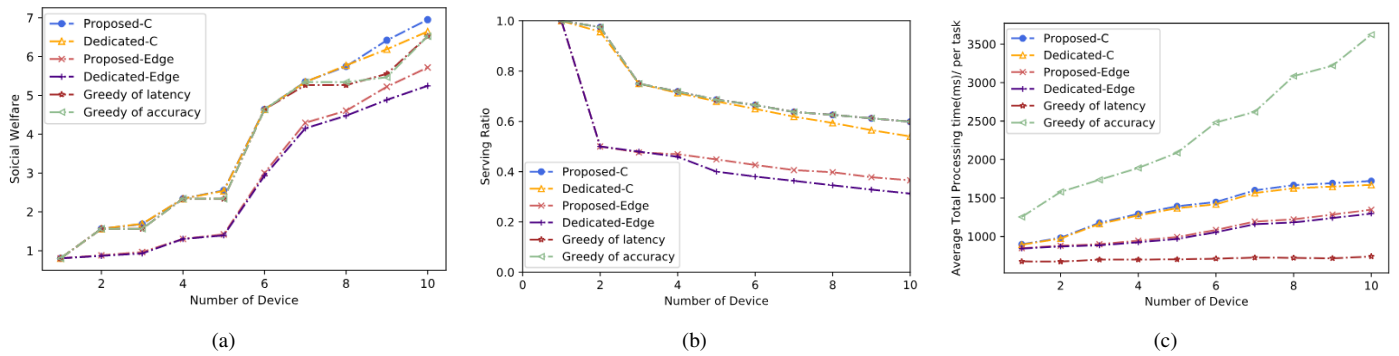 7
6
5
4
3
2
1
Soicial Welfare
Proposed-C
Dedicated-C
Proposed-Edge
Dedicated-Edge
Greedy of latency
Greedy of accuracy
2
4
6
8
10
Number of Device
(a)
1.0
0.8
0.6
0.4
0.2
0.0
Serving Ratio
Proposed-C
Dedicated-C
Proposed-Edge
Dedicated-Edge
Greedy of latency
Greedy of accuracy
0
2
4
6
8
10
Number of Device
(b)
3500
3000
2500
2000
1500
1000
Average Total Processing time(ms)/ per task
Proposed-C
Dedicated-C
Proposed-Edge
Dedicated-Edge
Greedy of latency
Greedy of accuracy
2
4
6
8
10
Number of Device
(c)